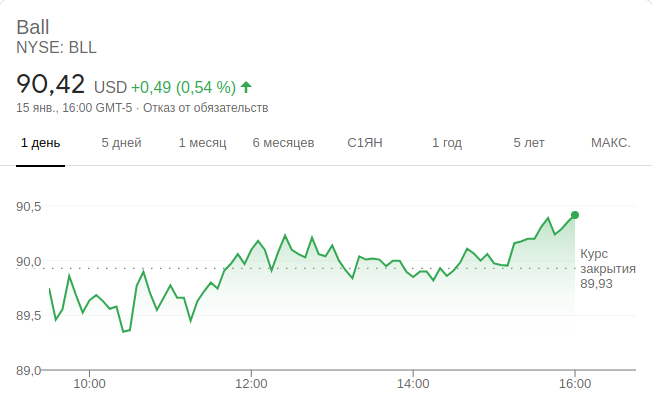 Ball
NYSE: BLL
90,42 USD +0,49 (0,54 %)
15 янв., 16:00 GMT-5 · Отказ от обязательств
1 день 5 дней 1 месяц 6 месяцев С1ЯН 1 год 5 лет МАКС.
90,5
90,0
Курс
закрытия
89,93
89,5
89,0
10:00 12:00 14:00 16:00